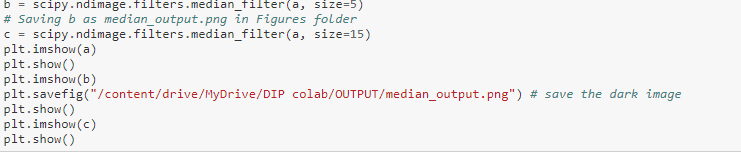 b = scipy.ndimage.filters.median_filter(a, size=5)
# Saving b as median_output.png in Figures folder
c = scipy.ndimage.filters.median_filter(a, size=15)
plt.imshow(a)
plt.show()
plt.imshow(b)
plt.savefig("/content/drive/MyDrive/DIP colab/OUTPUT/median_output.png") # save the dark image
plt.show()
plt.imshow(c)
plt.show()